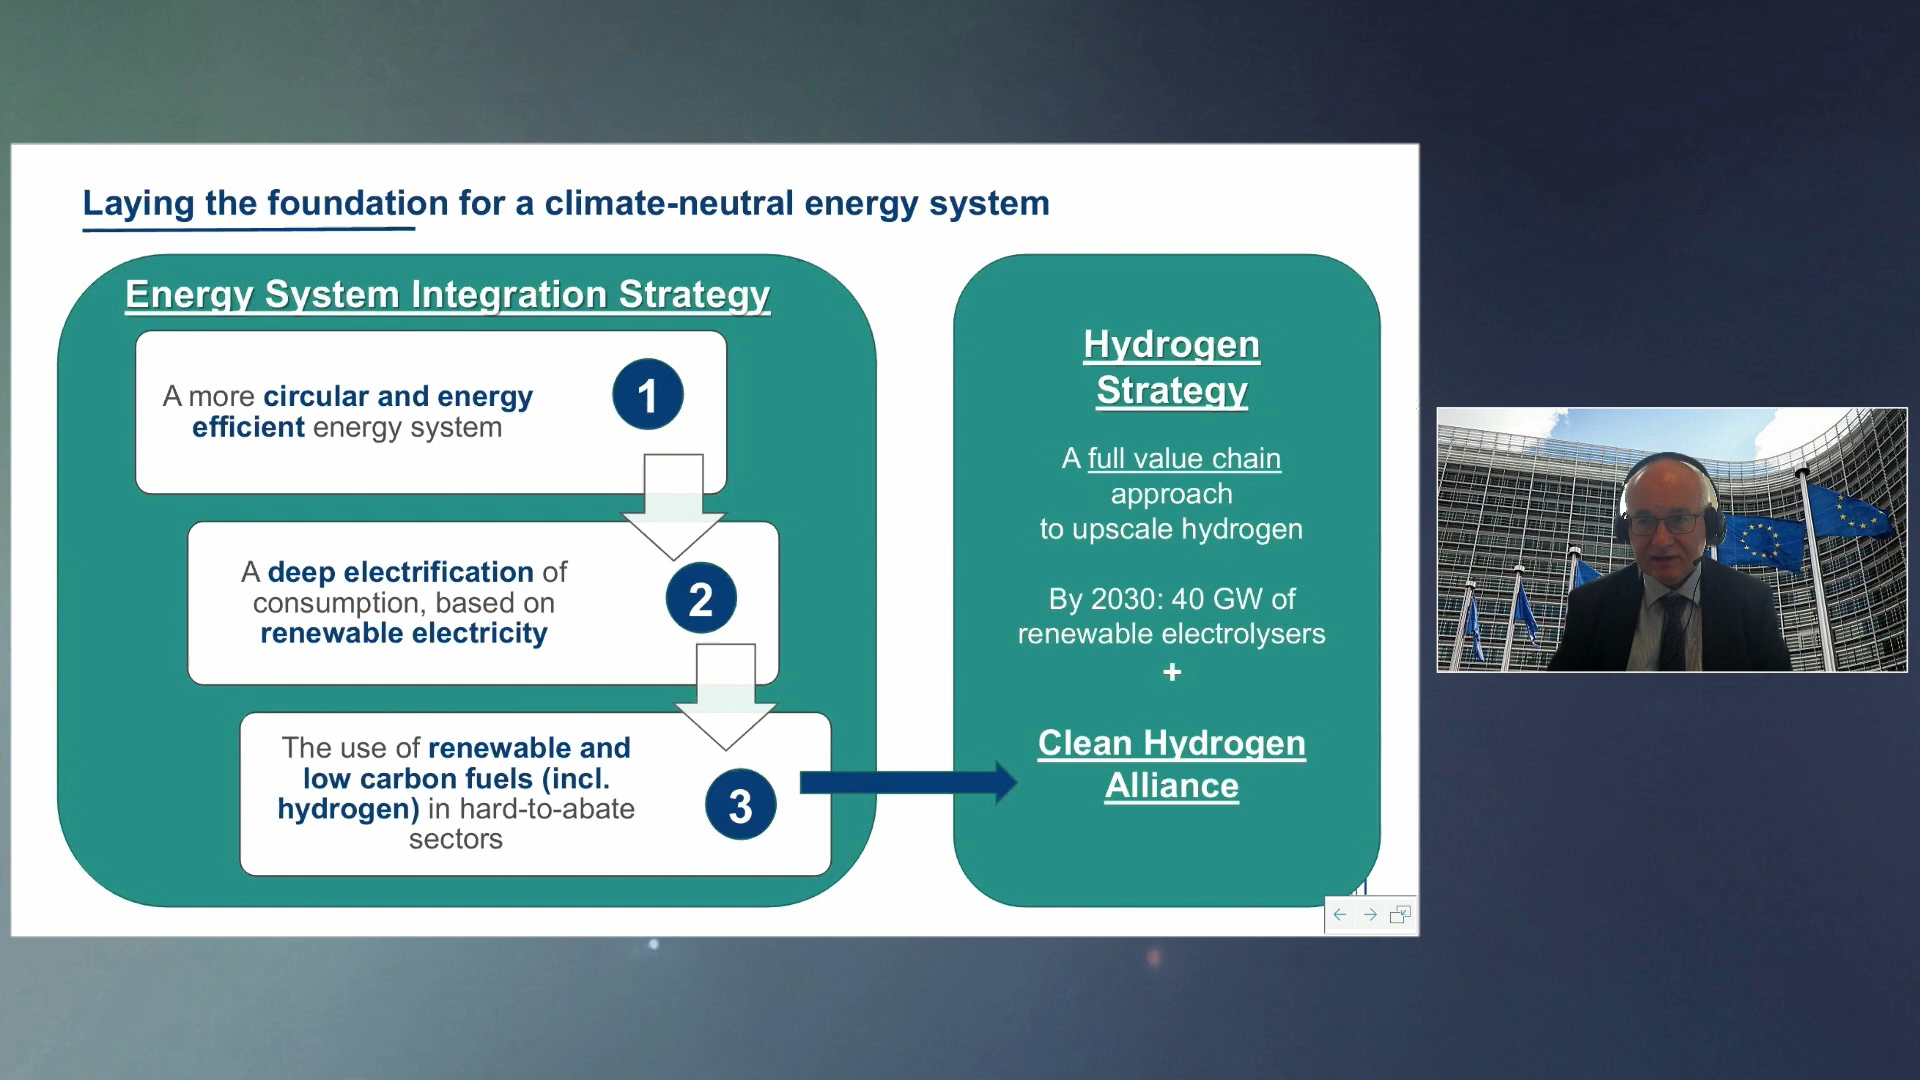 Laying the foundation for a climate-neutral energy system
Energy System Integration Strategy
A more circular and energy
efficient energy system
1
A deep electrification of
consumption, based on
renewable electricity
2
The use of renewable and
low carbon fuels (incl.
hydrogen) in hard-to-abate
sectors
3
Hydrogen
Strategy
A full value chain
approach
to upscale hydrogen
By 2030: 40 GW of
renewable electrolysers
+
Clean Hydrogen
Alliance